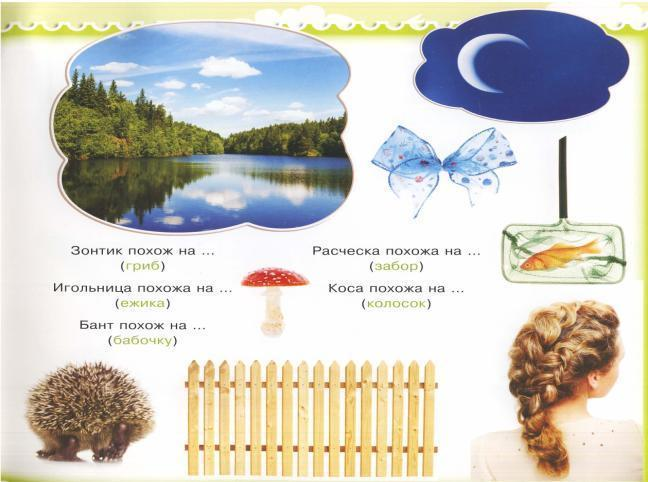 Зонтик похож на ...
(гриб)
Игольница похожа на ...
(ежика)
Бант похож на ...
(бабочку)
Расческа похожа на ...
(забор)
Коса похожа на ...
(колосок)